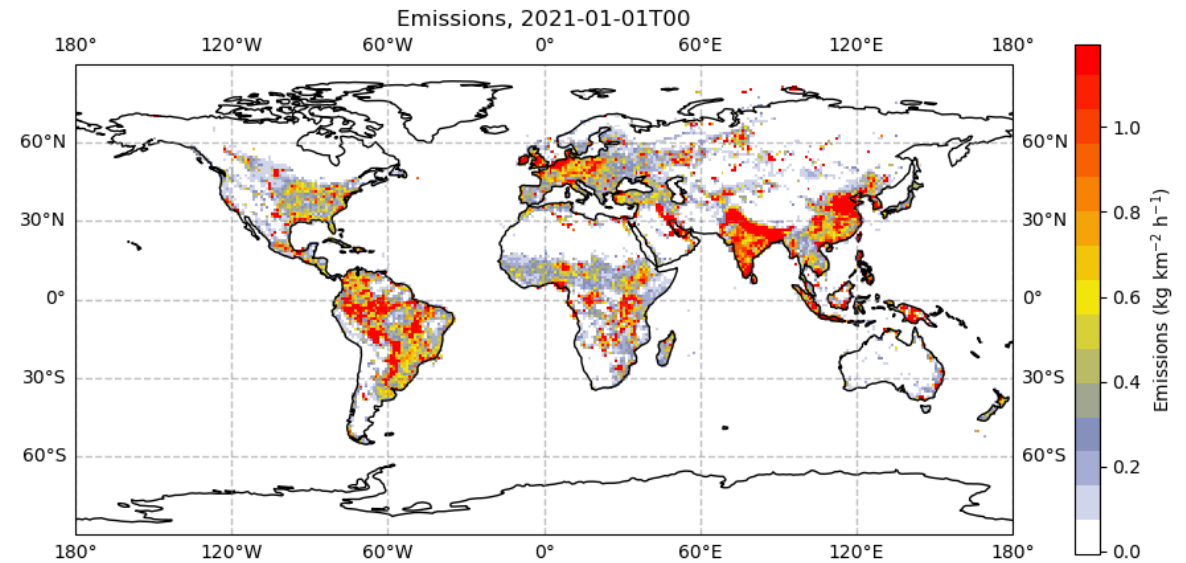 Emissions, 2021-01-01T00
180° 120°W 60°W 0° 60°E 120°E 180°
60°N 60°N
30°N 30°N
0° 0°
30°S 30°S
60°S 60°S
180° 120°W 60°W 0° 60°E 120°E 180°
1.0
0.8
0.6
0.4
0.2
0.0
Emissions (kg km⁻² h⁻¹)